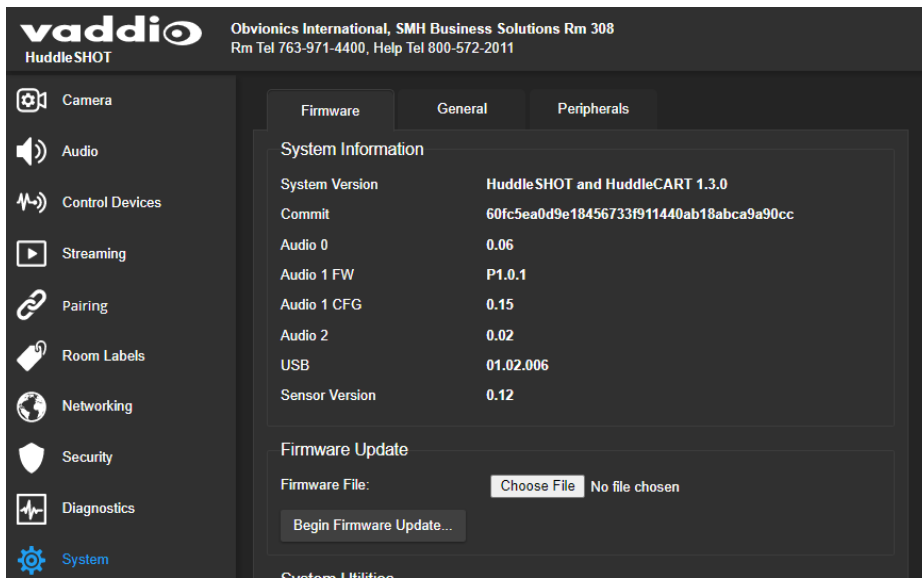 vaddio
HuddleSHOT
Obvionics International, SMH Business Solutions Rm 308
Rm Tel 763-971-4400, Help Tel 800-572-2011
Camera
Audio
Control Devices
Streaming
Pairing
Room Labels
Networking
Security
Diagnostics
System
Firmware General Peripherals
System Information
System Version HuddleSHOT and HuddleCART 1.3.0
Commit 60fc5ea0d9e18456733f911440ab18abca9a90cc
Audio 0 0.06
Audio 1 FW P1.0.1
Audio 1 CFG 0.15
Audio 2 0.02
USB 01.02.006
Sensor Version 0.12
Firmware Update
Firmware File: Choose File No file chosen
Begin Firmware Update...
System Utilities